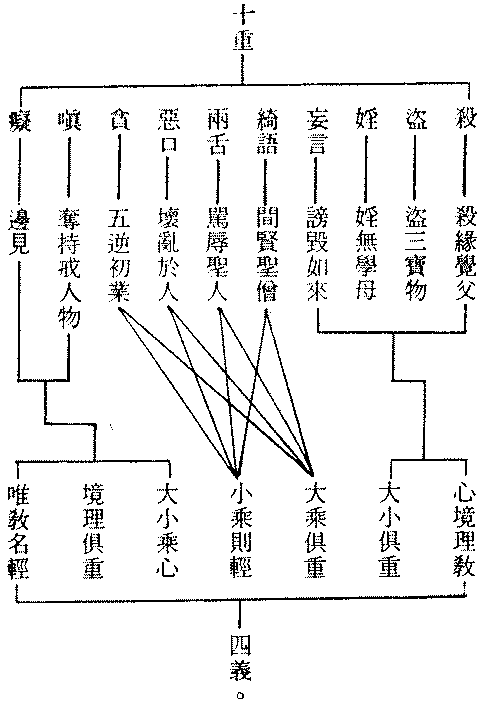 十重
殺
盜
婬
妄言
綺語
兩舌
惡口
貪
嗔
癡
殺緣覺父
盜三寶物
婬無學母
謗毀如來
間賢聖僧
罵辱聖人
壞亂於人
五逆初業
奪持戒人物
邊見
心境理教
大小俱重
大乘俱重
小乘則輕
大小乘心
境理俱重
唯教名輕
四義。